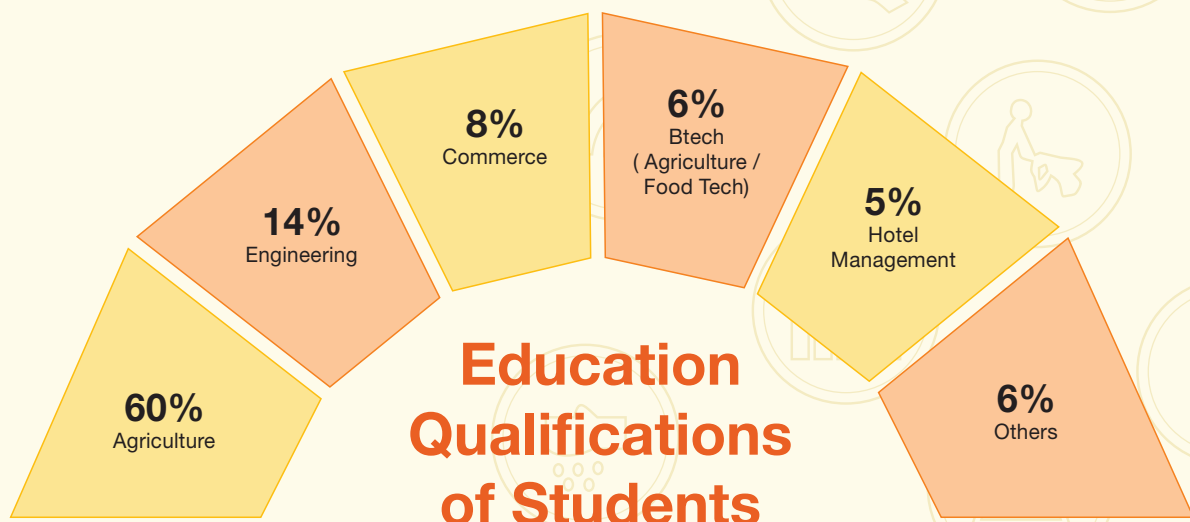 60%
Agriculture
14%
Engineering
8%
Commerce
6%
Btech
( Agriculture /
Food Tech)
5%
Hotel
Management
6%
Others
Education
Qualifications
of Students